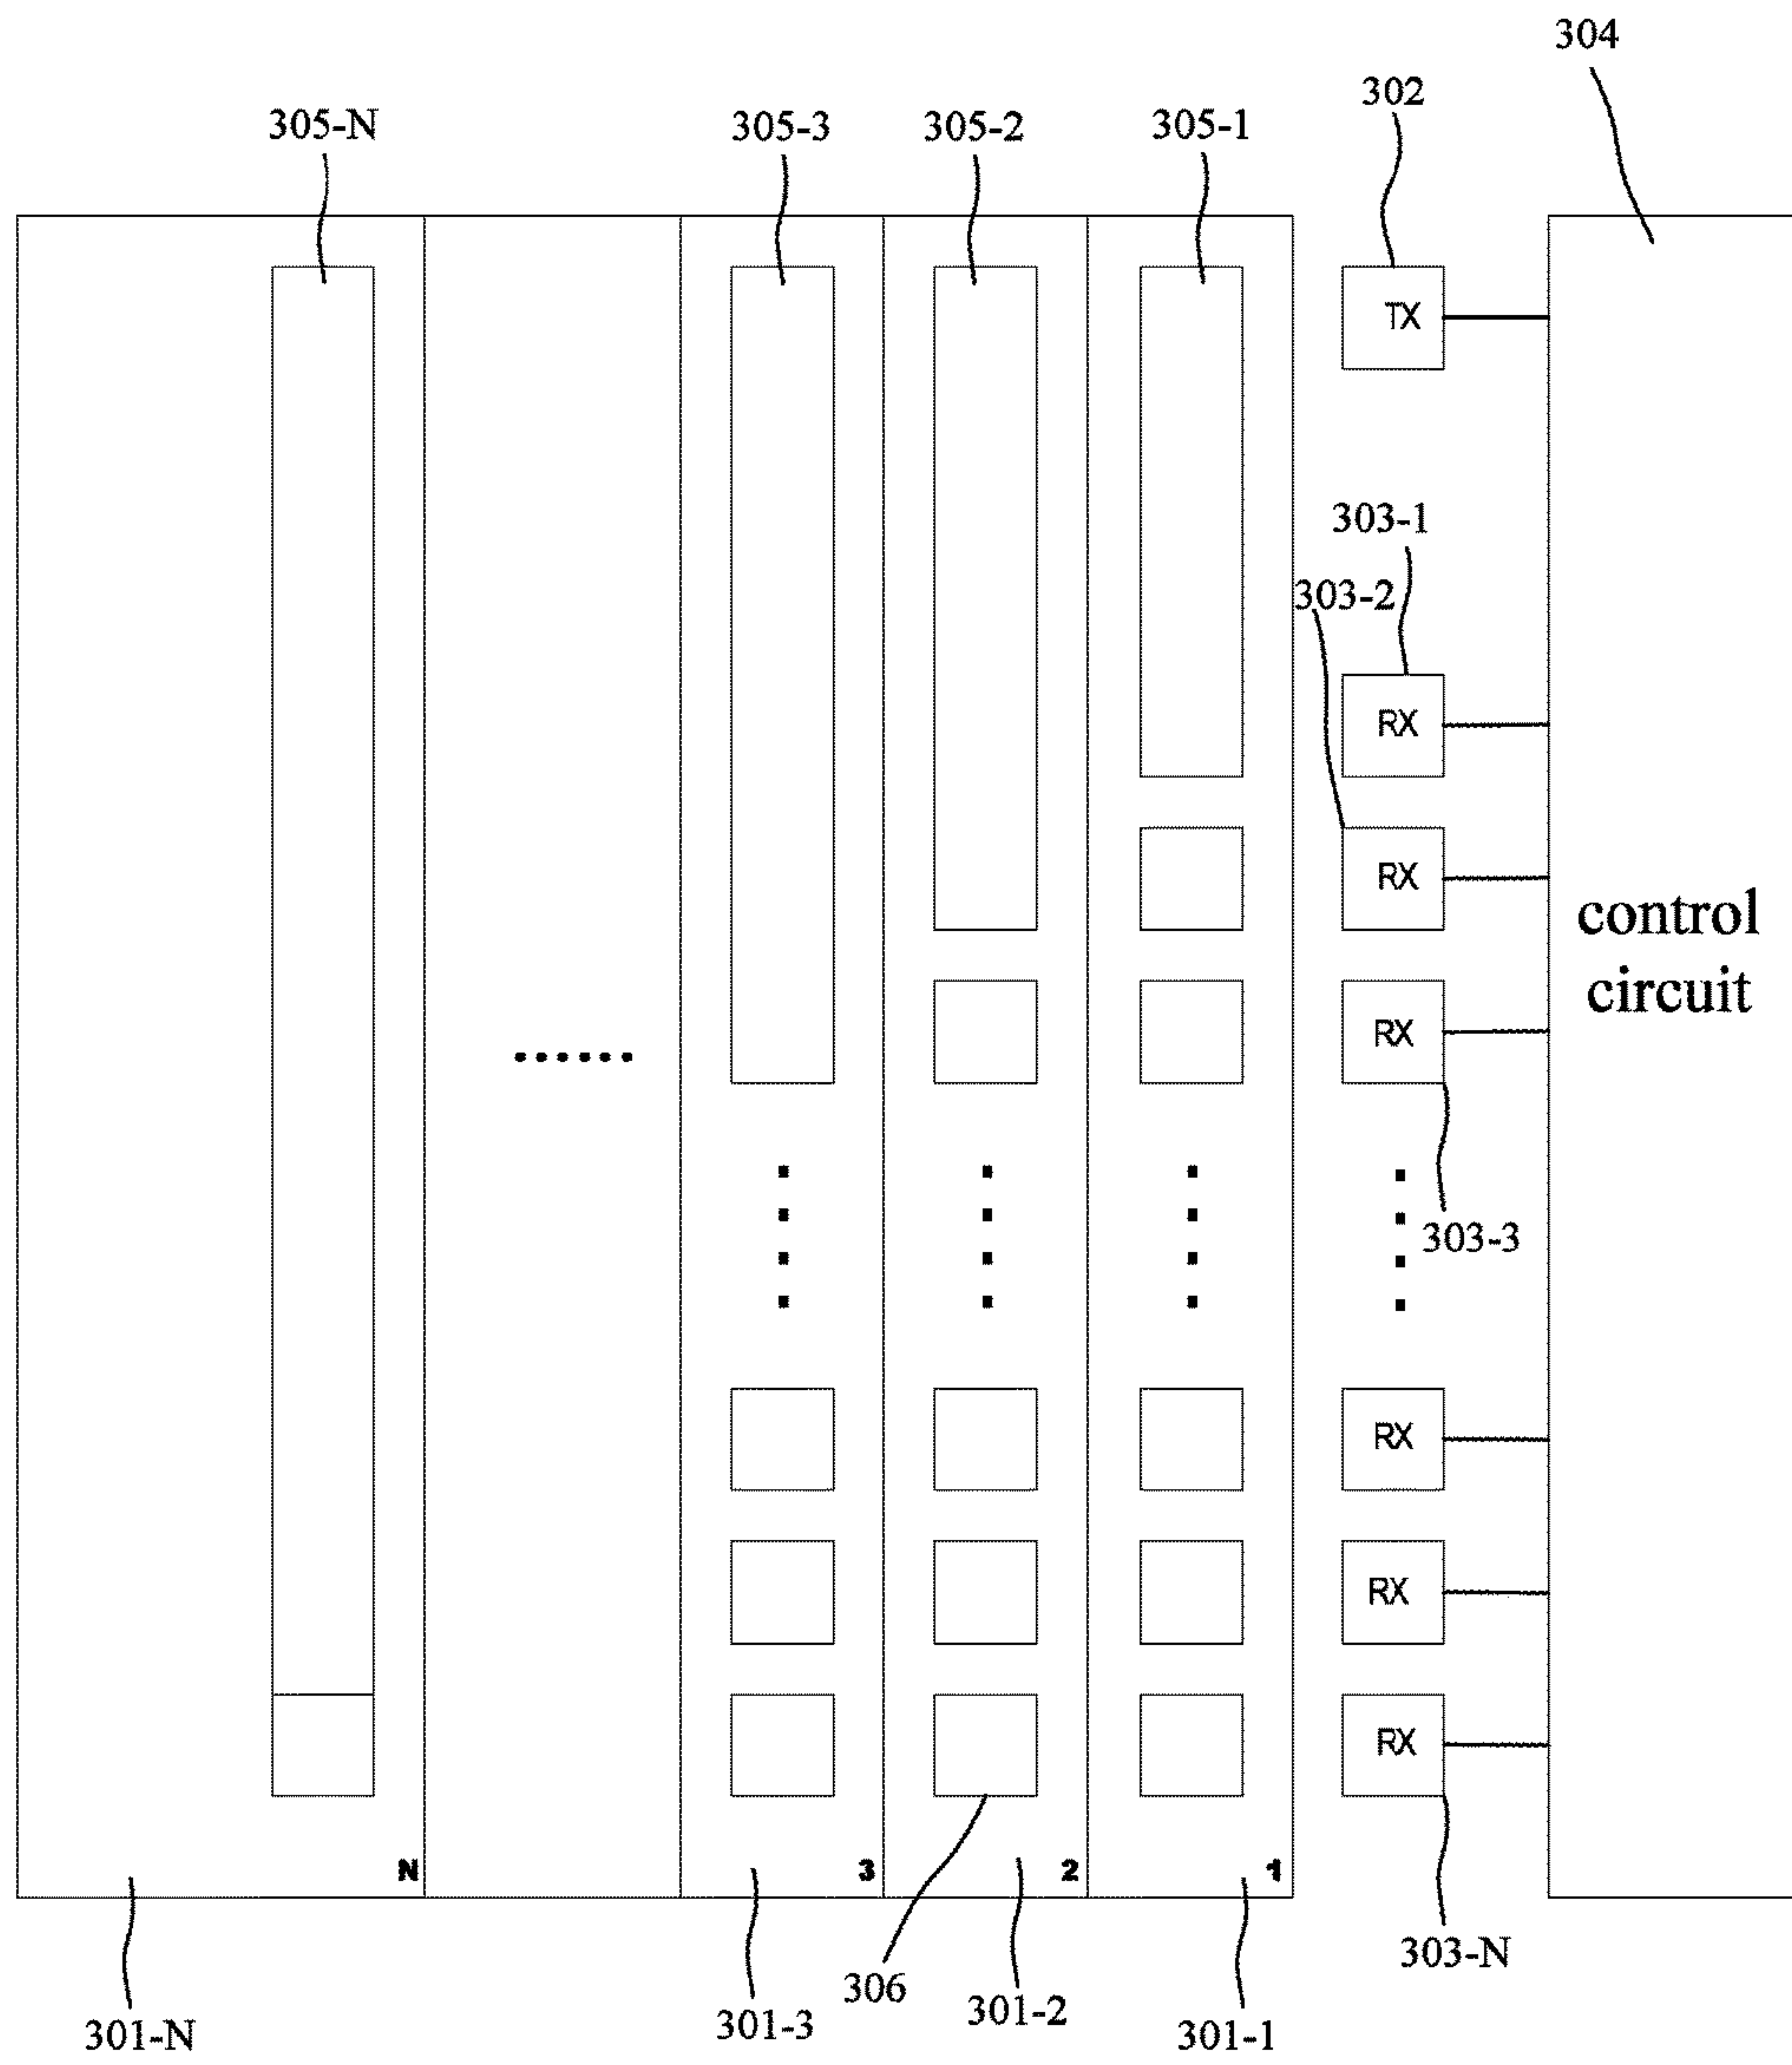 304
302
305-N
305-3
305-2
305-1
TX
303-1
303-2
RX
RX
control
circuit
RX
303-3
RX
RX
RX
N
3
2
1
303-N
306
301-2
301-3
301-1
301-N